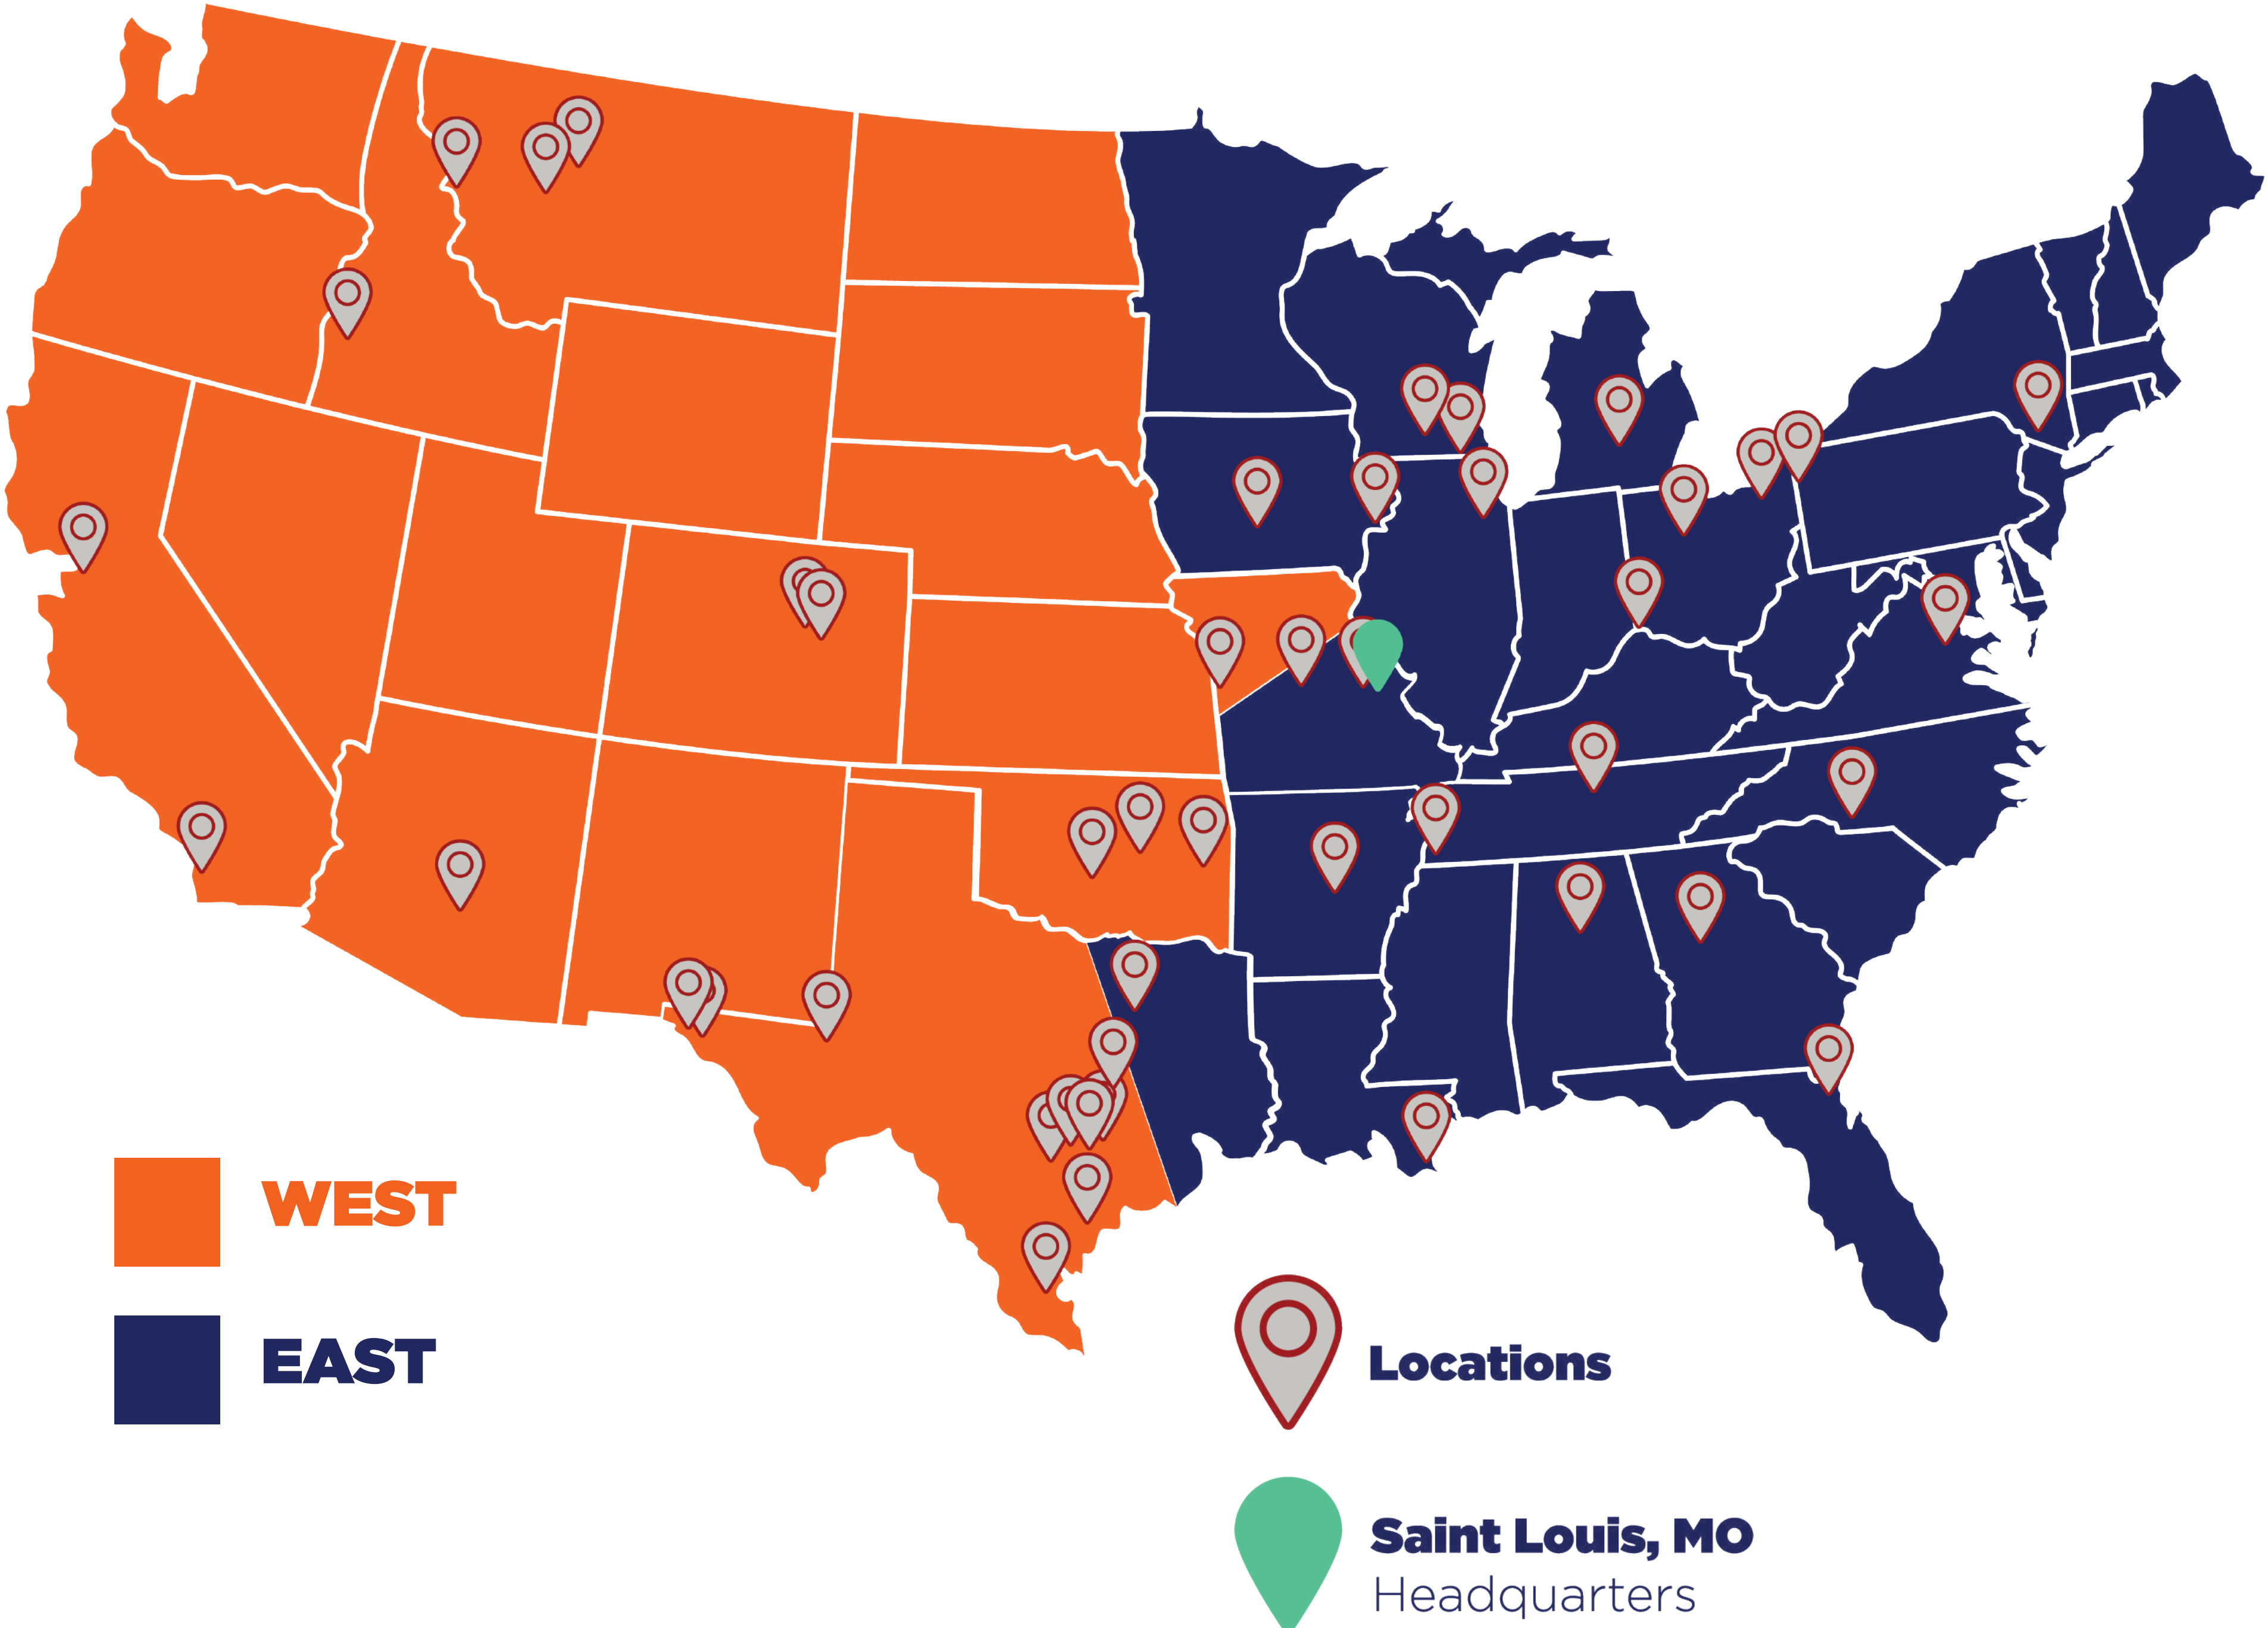 WEST
EAST
Locations
Saint Louis, MO
Headquarters